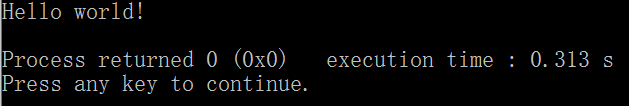 Hello world!
Process returned 0 (0x0)   execution time : 0.313 s
Press any key to continue.